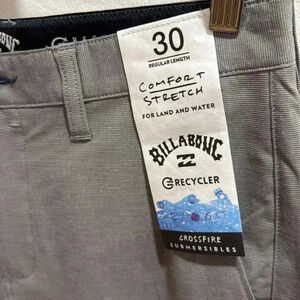 30
REGULAR LENGTH
COMFORT
STRETCH
FOR LAND AND WATER
BILLABONG
RECYCLER
CROSSFIRE
SUBMERSIBLES